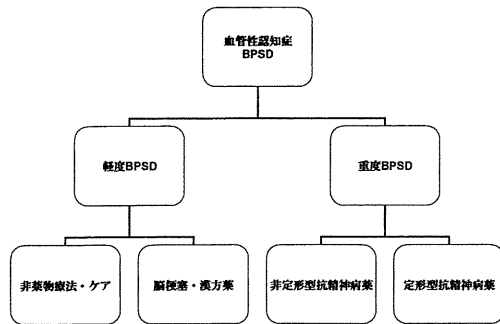 血管性認知症
BPSD
軽度BPSD
重度BPSD
非薬物療法・ケア
脳梗塞・漢方薬
非定形型抗精神病薬
定形型抗精神病薬